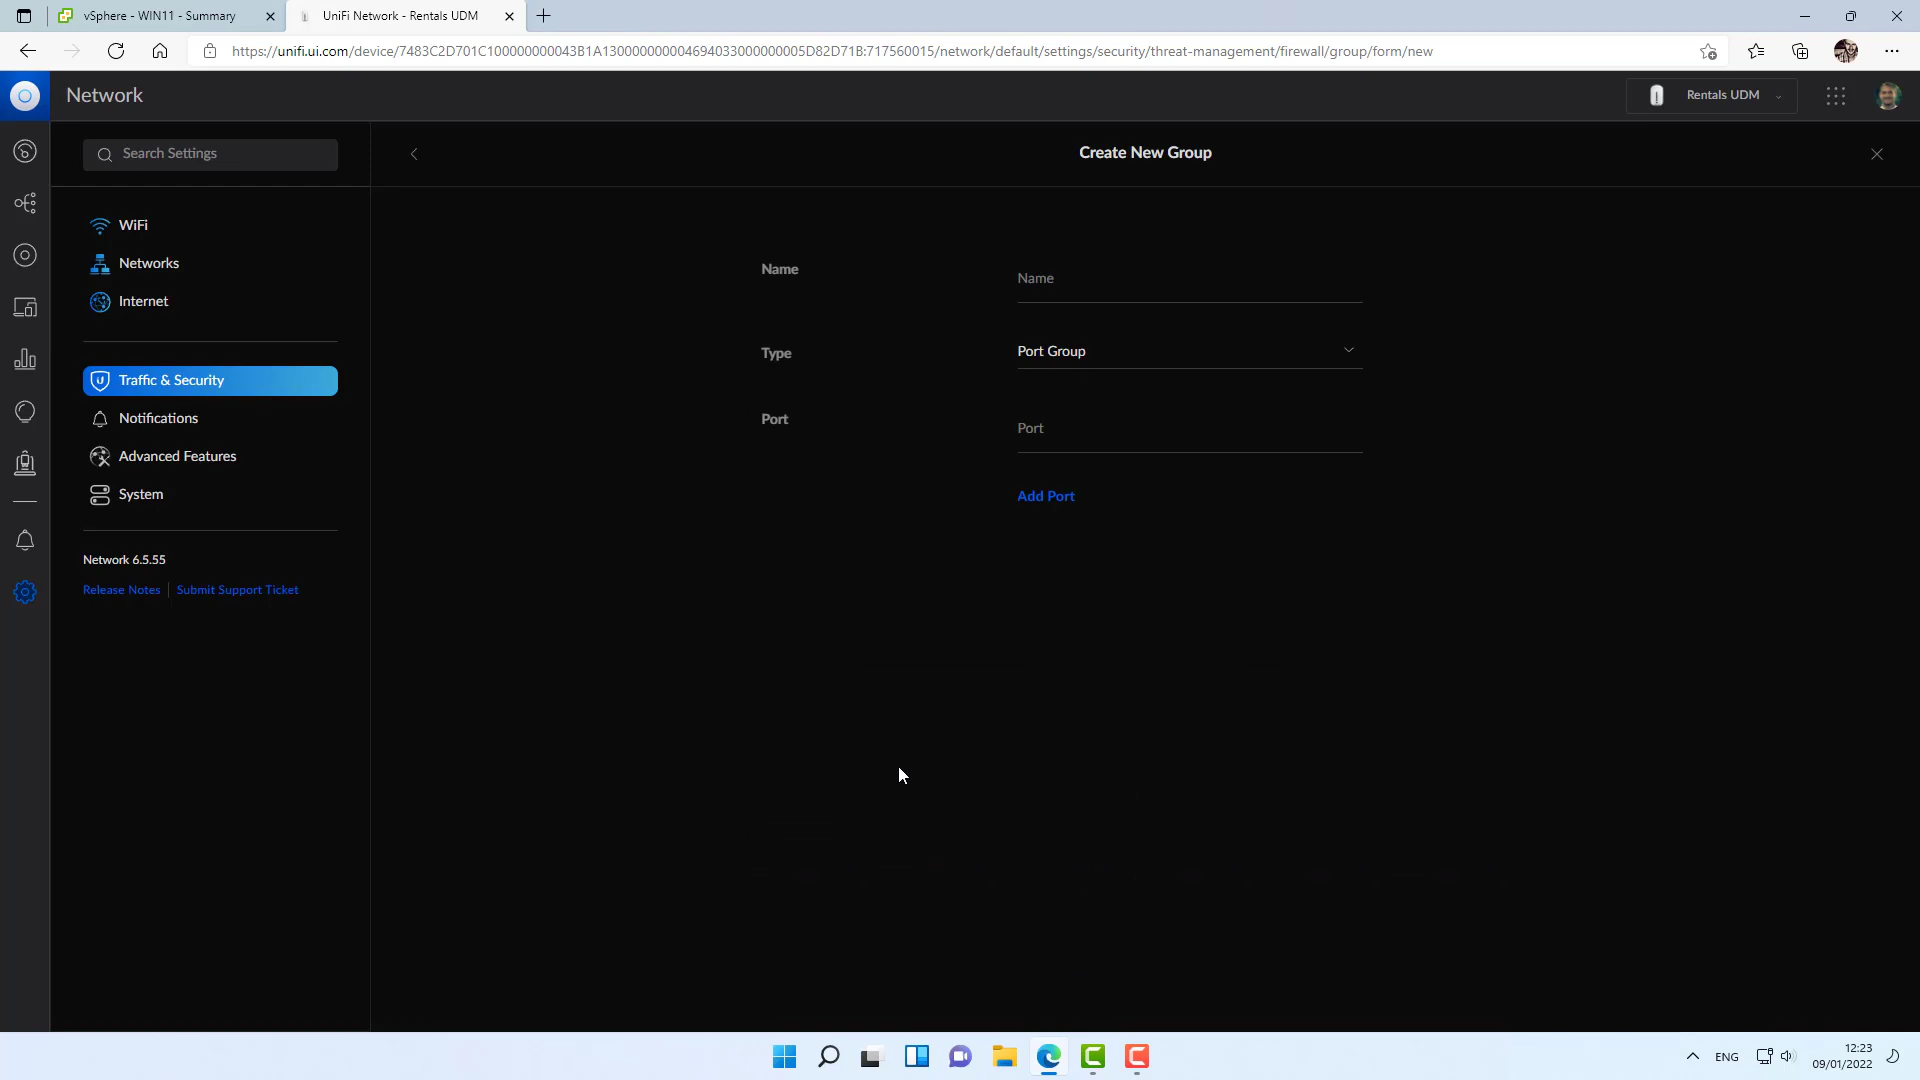 vSphere - WIN11 - Summary
UniFi Network - Rentals UDM
https://unifi.ui.com/device/7483C2D701C100000000043B1A130000000004694033000000005D82D71B:717560015/network/default/settings/security/threat-management/firewall/group/form/new
Network
Rentals UDM
Search Settings
Create New Group
WiFi
Networks
Internet
Traffic & Security
Notifications
Advanced Features
System
Network 6.5.55
Release Notes
Submit Support Ticket
Name
Name
Type
Port Group
Port
Port
Add Port
ENG
12:23
09/01/2022